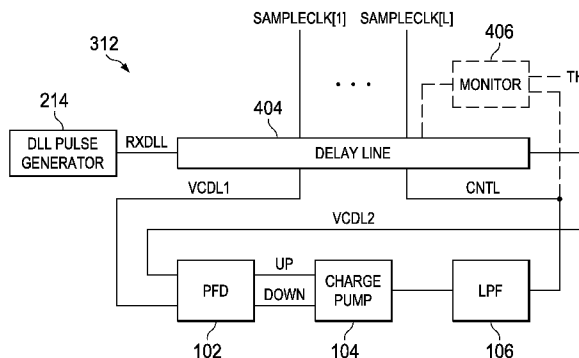 SAMPLECLK[1]
SAMPLECLK[L]
312
406
MONITOR
214
404
DLL PULSE
GENERATOR
RXDLL
DELAY LINE
VCDL1
CNTL
VCDL2
PFD
UP
DOWN
CHARGE
PUMP
LPF
102
104
106